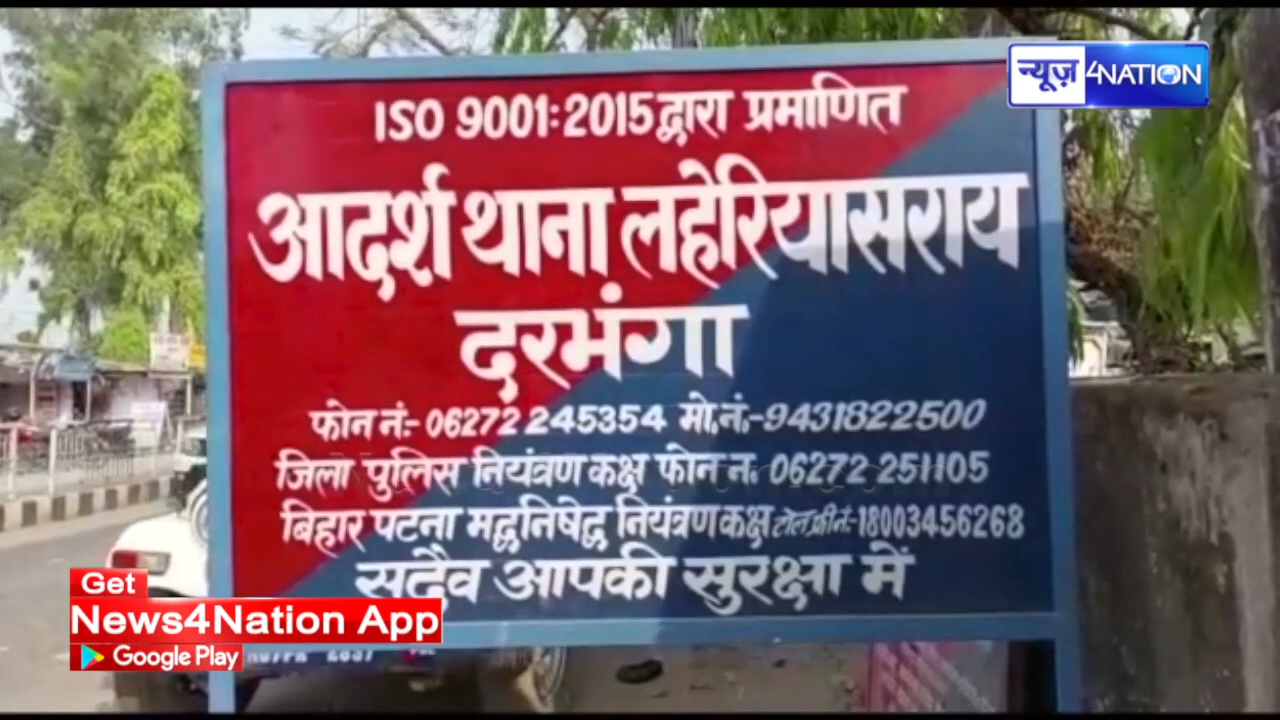 न्यूज़ 4NATION
ISO 9001:2015 द्वारा प्रमाणित
आदर्श थाना लहेरियासराय
दरभंगा
फोन नं:- 06272 245354 मो.नं.-9431822500
जिला पुलिस नियंत्रण कक्ष फोन न. 06272 251105
बिहार पटना मद्धनिषेद्य नियंत्रण कक्ष टोल फ्री नं:-18003456268
सदैव आपकी सुरक्षा में
Get
News4Nation App
Google Play